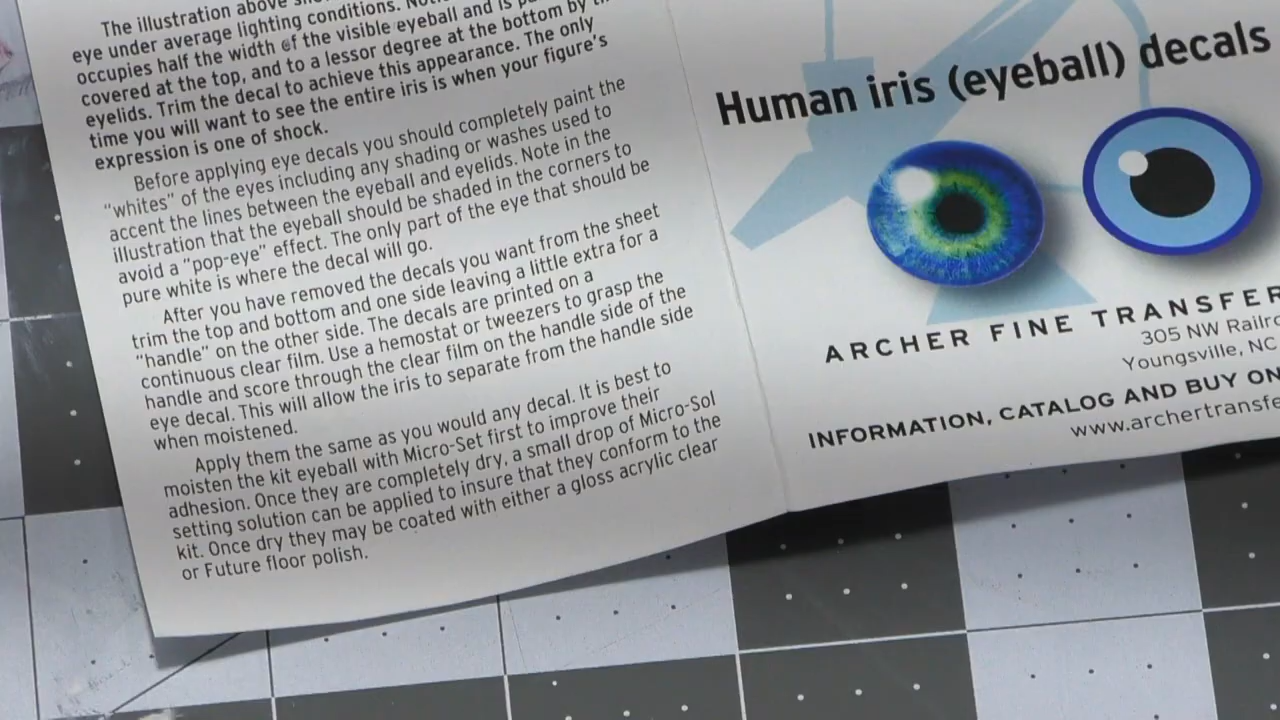 The illustration above
eye under average lighting conditions.
occupies half the width of the visible eyeball and is
covered at the top, and to a lessor degree at the bottom by
eyelids. Trim the decal to achieve this appearance. The only
time you will want to see the entire iris is when your figure's
expression is one of shock.
Before applying eye decals you should completely paint the
"whites" of the eyes including any shading or washes used to
accent the lines between the eyeball and eyelids. Note in the
illustration that the eyeball should be shaded in the corners to
avoid a "pop-eye" effect. The only part of the eye that should be
pure white is where the decal will go.
After you have removed the decals you want from the sheet
trim the top and bottom and one side leaving a little extra for a
"handle" on the other side. The decals are printed on a
continuous clear film. Use a hemostat or tweezers to grasp the
handle and score through the clear film on the handle side of the
eye decal. This will allow the iris to separate from the handle side
when moistened.
Apply them the same as you would any decal. It is best to
moisten the kit eyeball with Micro-Set first to improve their
adhesion. Once they are completely dry, a small drop of Micro-Sol
setting solution can be applied to insure that they conform to the
kit. Once dry they may be coated with either a gloss acrylic clear
or Future floor polish.
Human iris (eyeball) decals
ARCHER FINE TRANSFER
305 NW Railro
Youngsville, NC
INFORMATION, CATALOG AND BUY ON
www.archertransfe